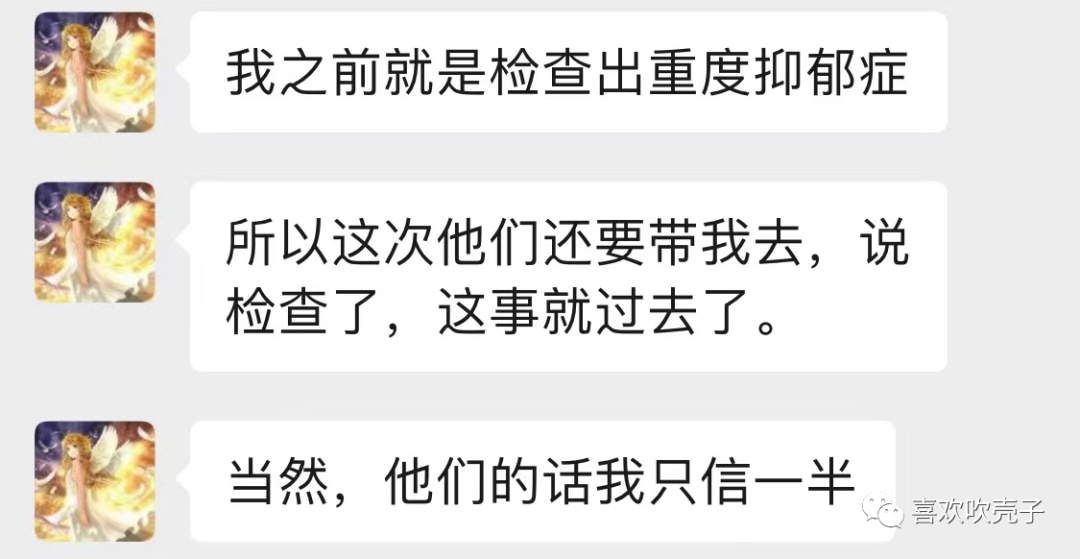 我之前就是检查出重度抑郁症
所以这次他们还要带我去，说
检查了，这事就过去了。
当然，他们的话我只信一半
喜欢吹壳子